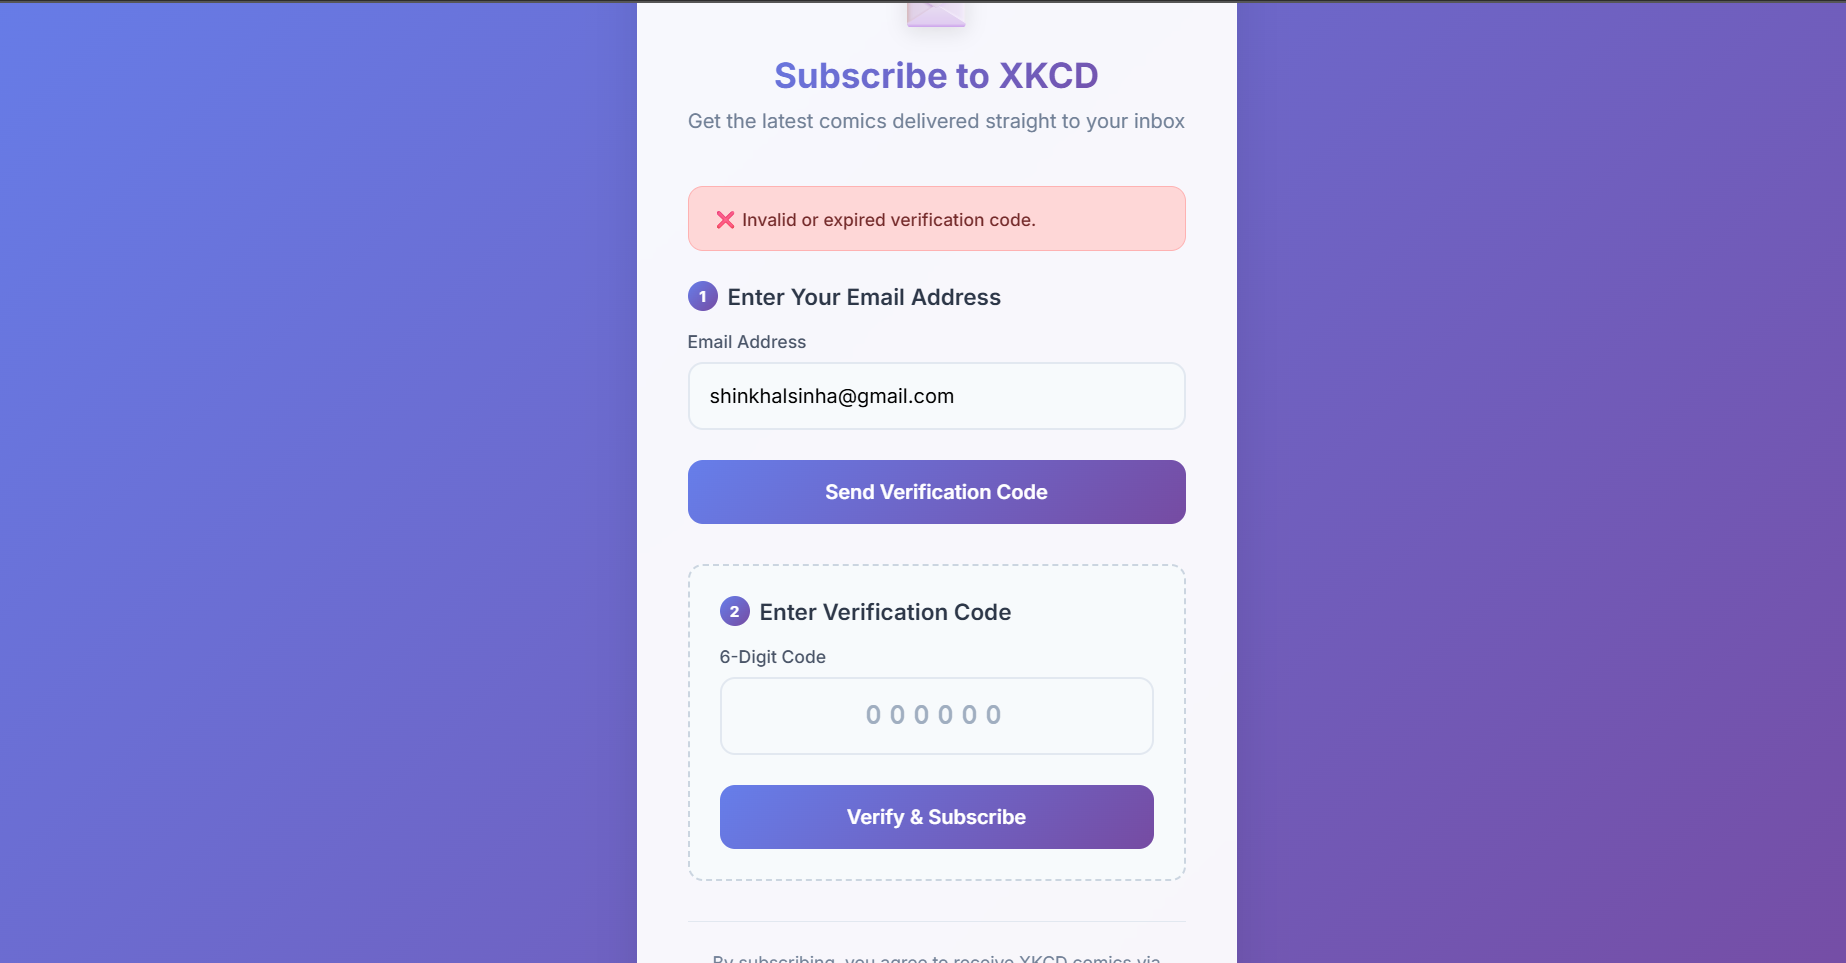 Subscribe to XKCD
Get the latest comics delivered straight to your inbox
❌ Invalid or expired verification code.
1 Enter Your Email Address
Email Address
shinkhalsinha@gmail.com
Send Verification Code
2 Enter Verification Code
6-Digit Code
000000
Verify & Subscribe
By subscribing, you agree to receive XKCD comics via